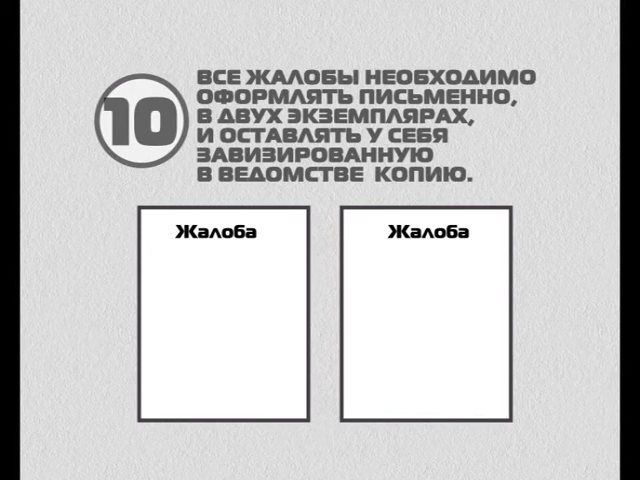 10
ВСЕ ЖАЛОБЫ НЕОБХОДИМО
ОФОРМЛЯТЬ ПИСЬМЕННО,
В ДВУХ ЭКЗЕМПЛЯРАХ,
И ОСТАВЛЯТЬ У СЕБЯ
ЗАВИЗИРОВАННУЮ
В ВЕДОМСТВЕ КОПИЮ.
Жалоба
Жалоба